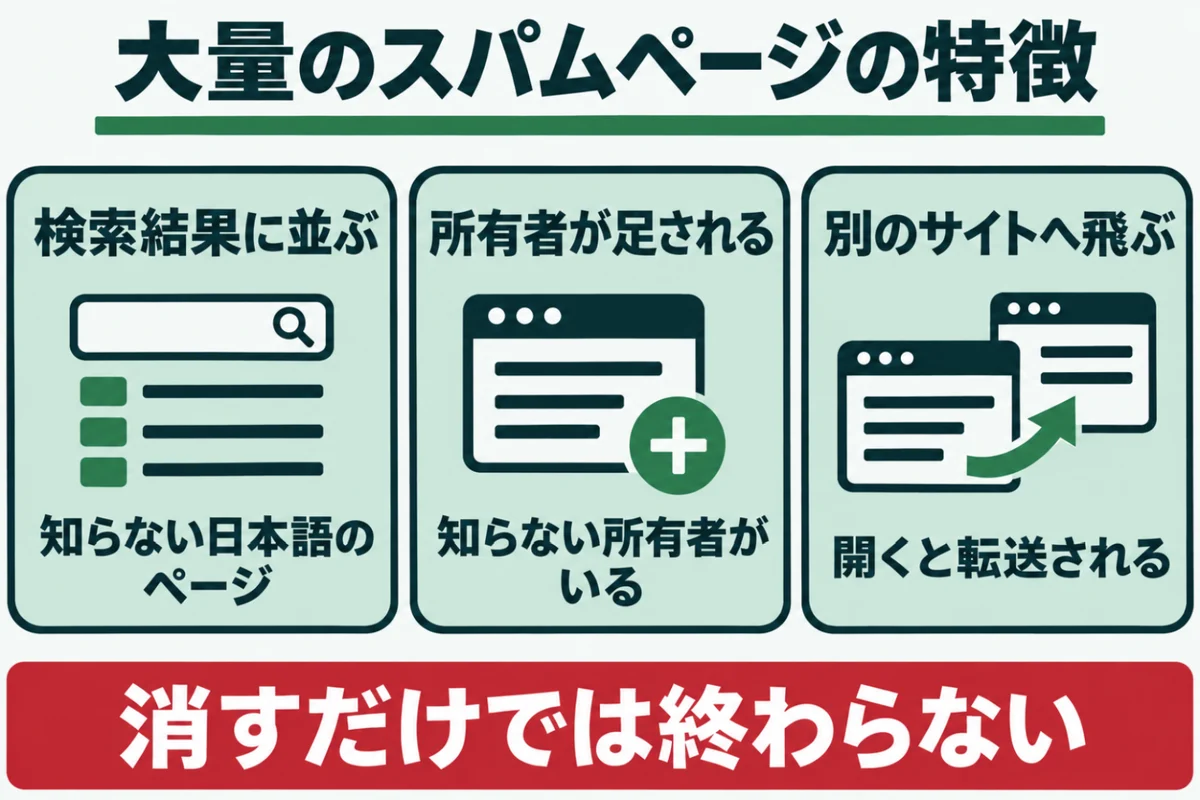 大量のスパムページの特徴
検索結果に並ぶ
知らない日本語の
ページ
所有者が足される
知らない所有者が
いる
別のサイトへ飛ぶ
開くと転送される
消すだけでは終わらない